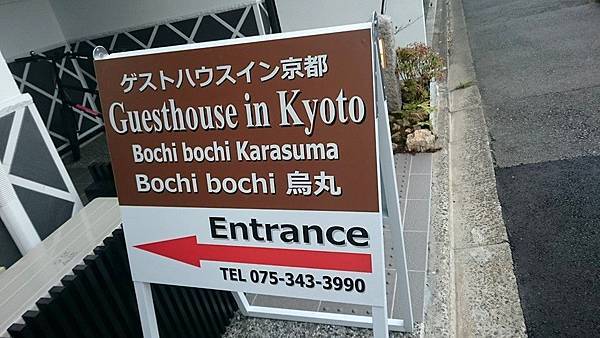 ゲストハウスイン京都
Guesthouse in Kyoto
Bochi bochi Karasuma
Bochi bochi 烏丸
Entrance
TEL 075-343-3990